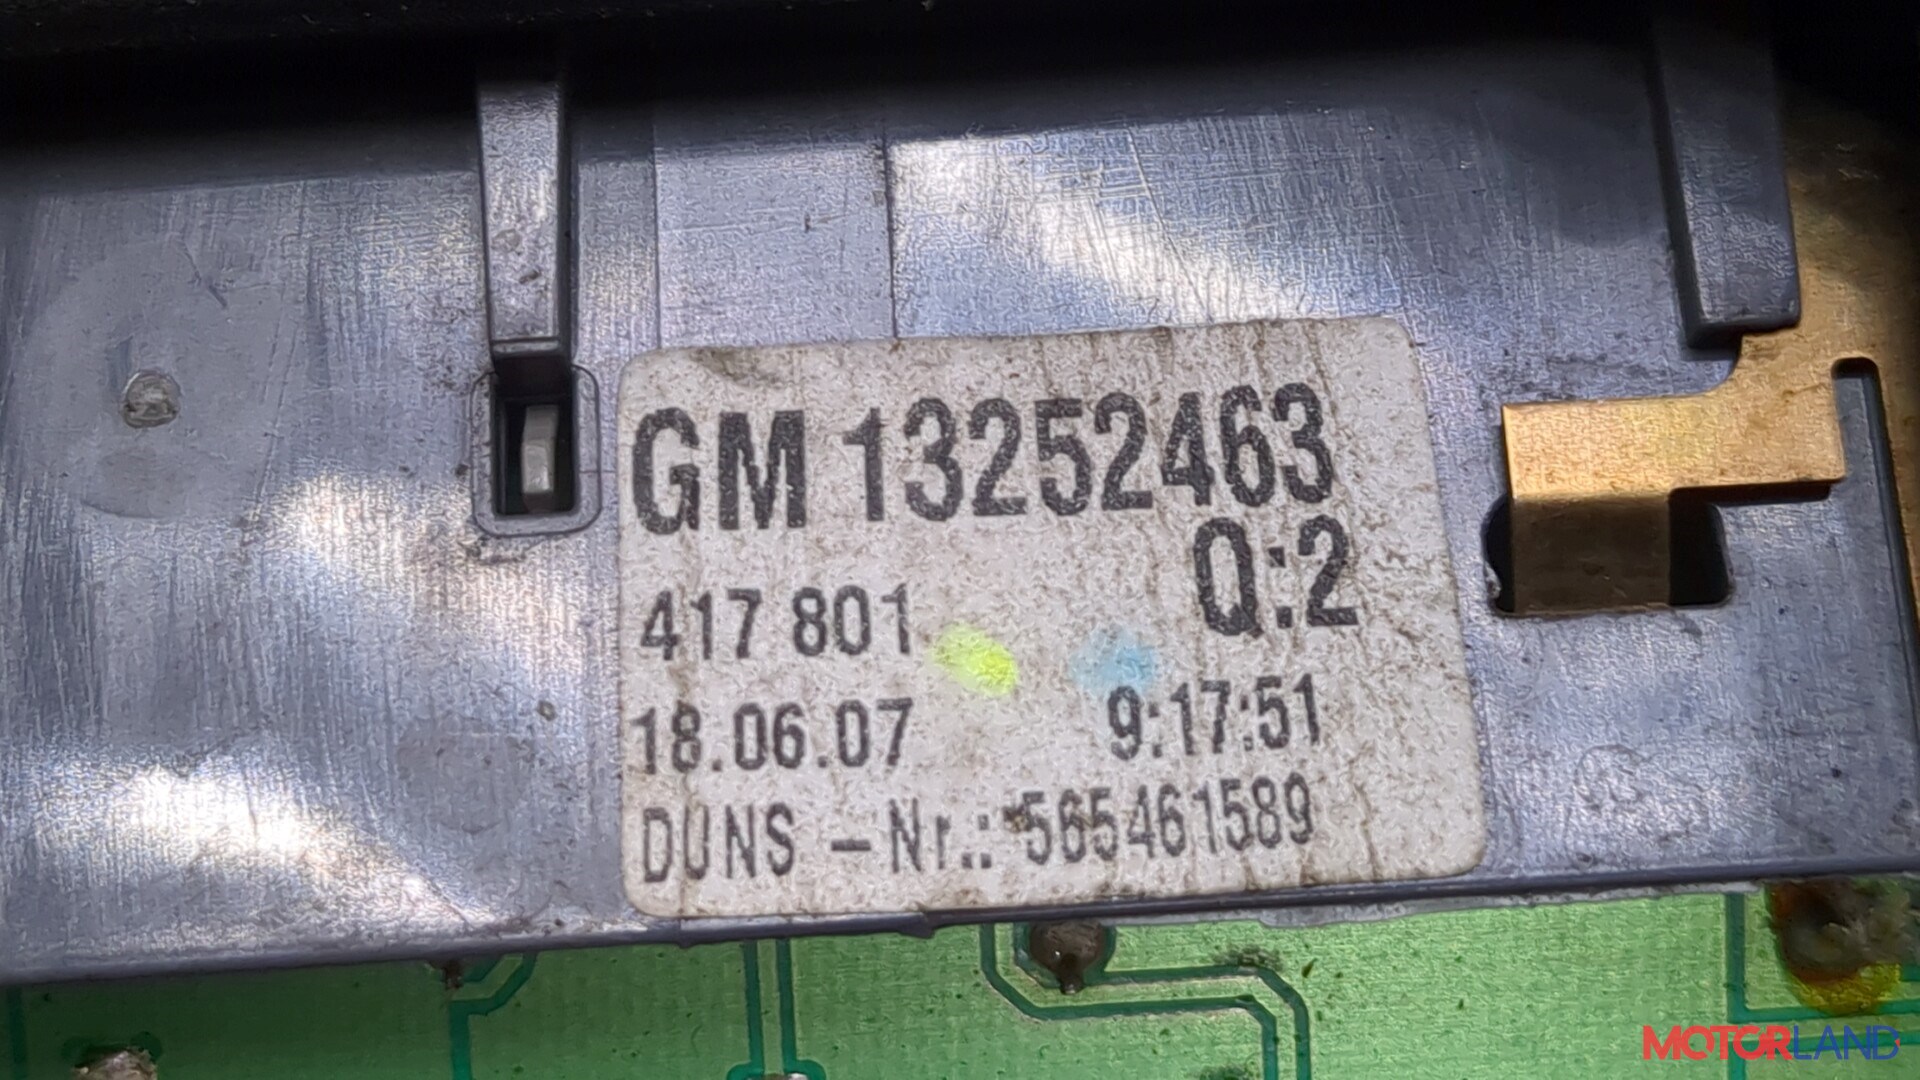 GM 13252463
Q:2
417 801
18.06.07 9:17:51
DUNS - Nr.: 565461589
MOTORLAND